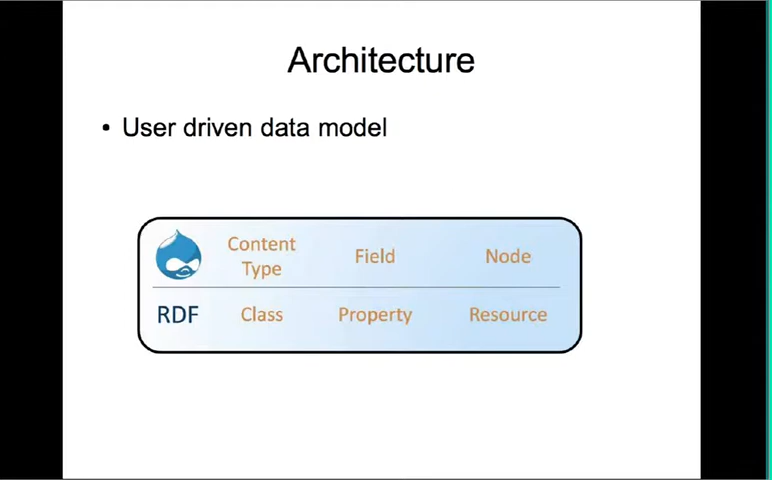 Architecture
• User driven data model
Content Type Field Node
RDF Class Property Resource